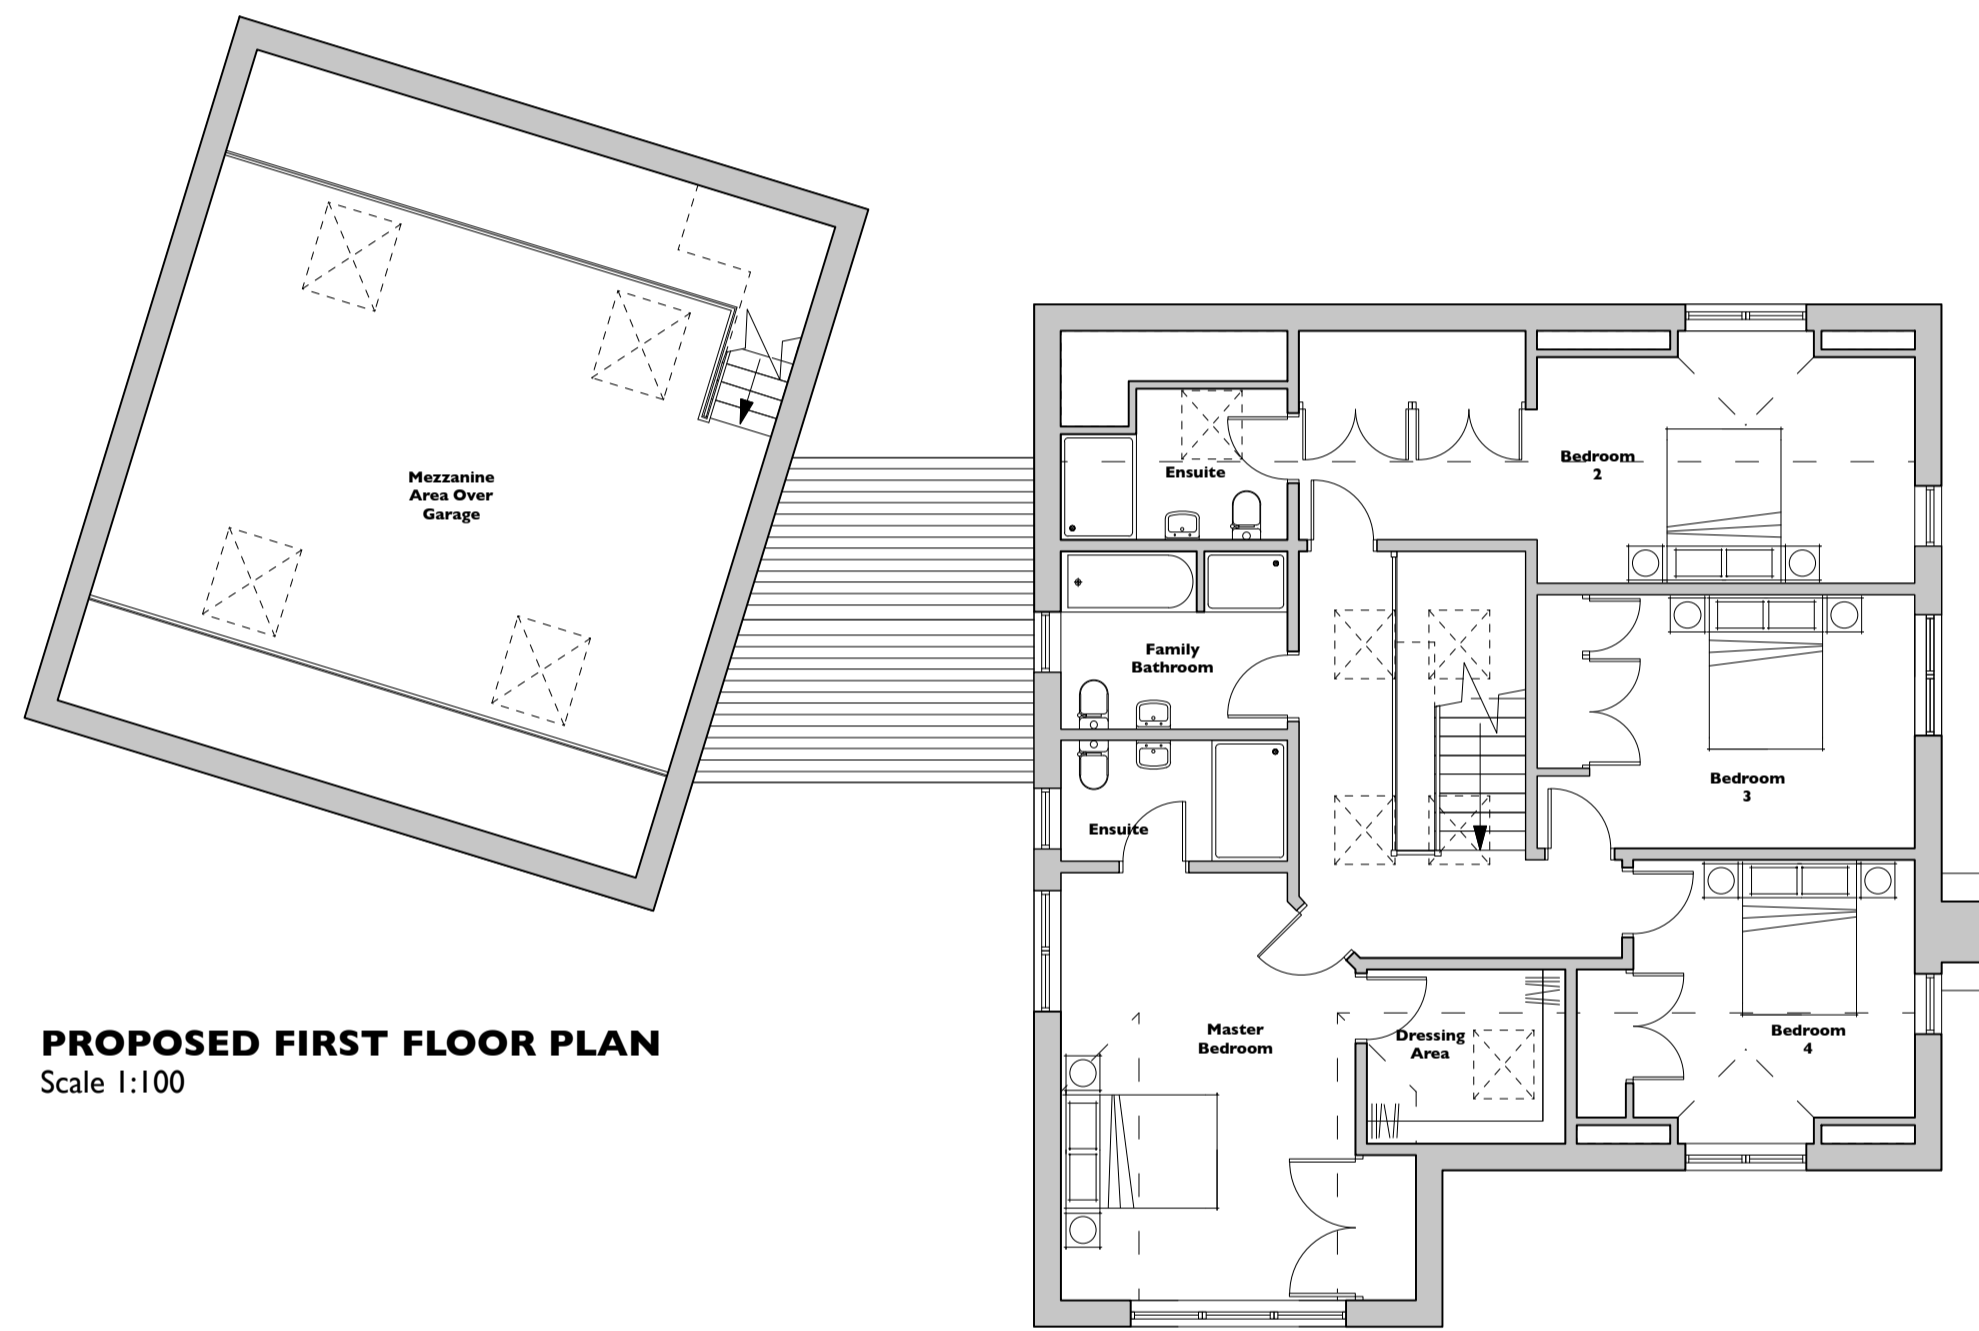 Mezzanine
Area Over
Garage
Ensuite
Bedroom
2
Family
Bathroom
Bedroom
3
Ensuite
Master
Bedroom
Dressing
Area
Bedroom
4
PROPOSED FIRST FLOOR PLAN
Scale 1:100